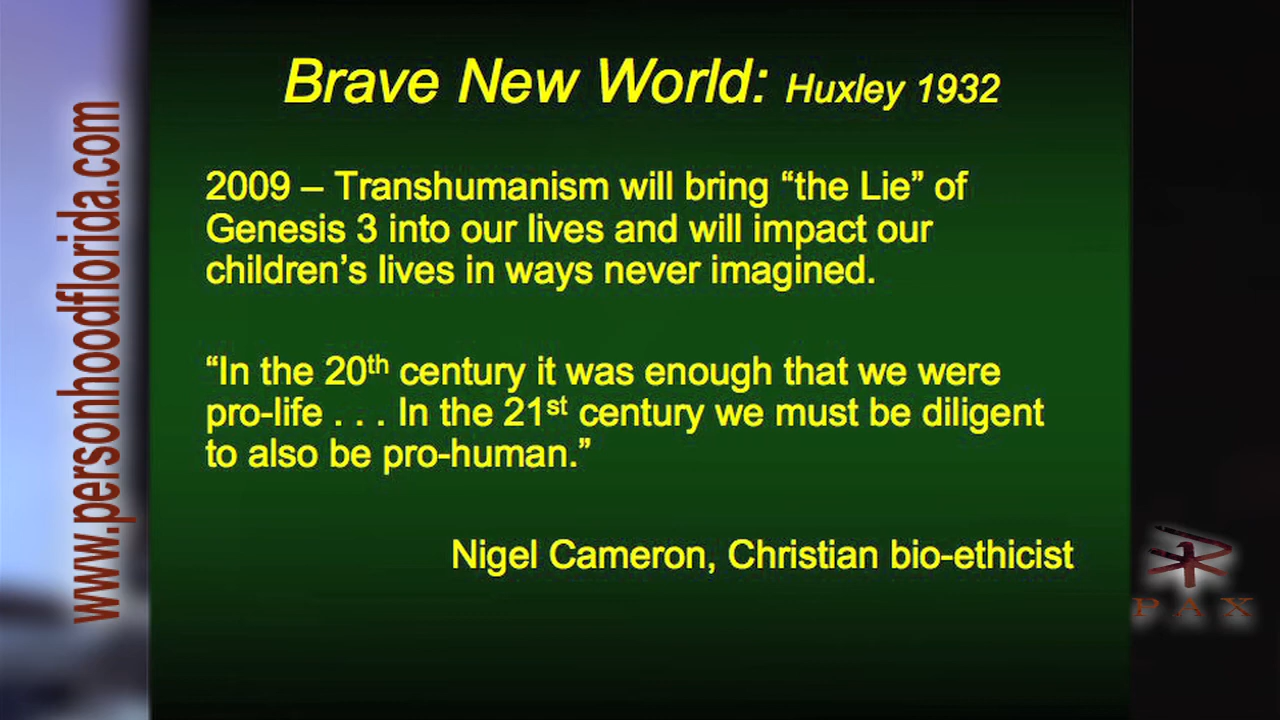 Brave New World: Huxley 1932
2009 – Transhumanism will bring “the Lie” of
Genesis 3 into our lives and will impact our
children’s lives in ways never imagined.
“In the 20th century it was enough that we were
pro-life . . . In the 21st century we must be diligent
to also be pro-human.”
Nigel Cameron, Christian bio-ethicist
www.personhoodflorida.com
PAX